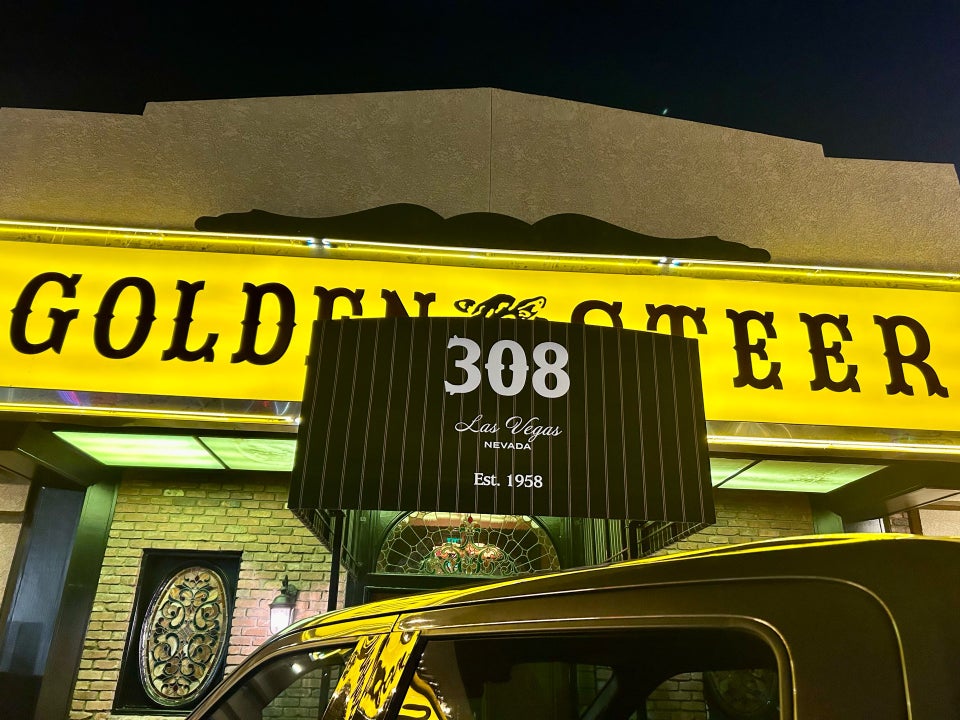 GOLDEN STEER
308
Las Vegas
NEVADA
Est. 1958